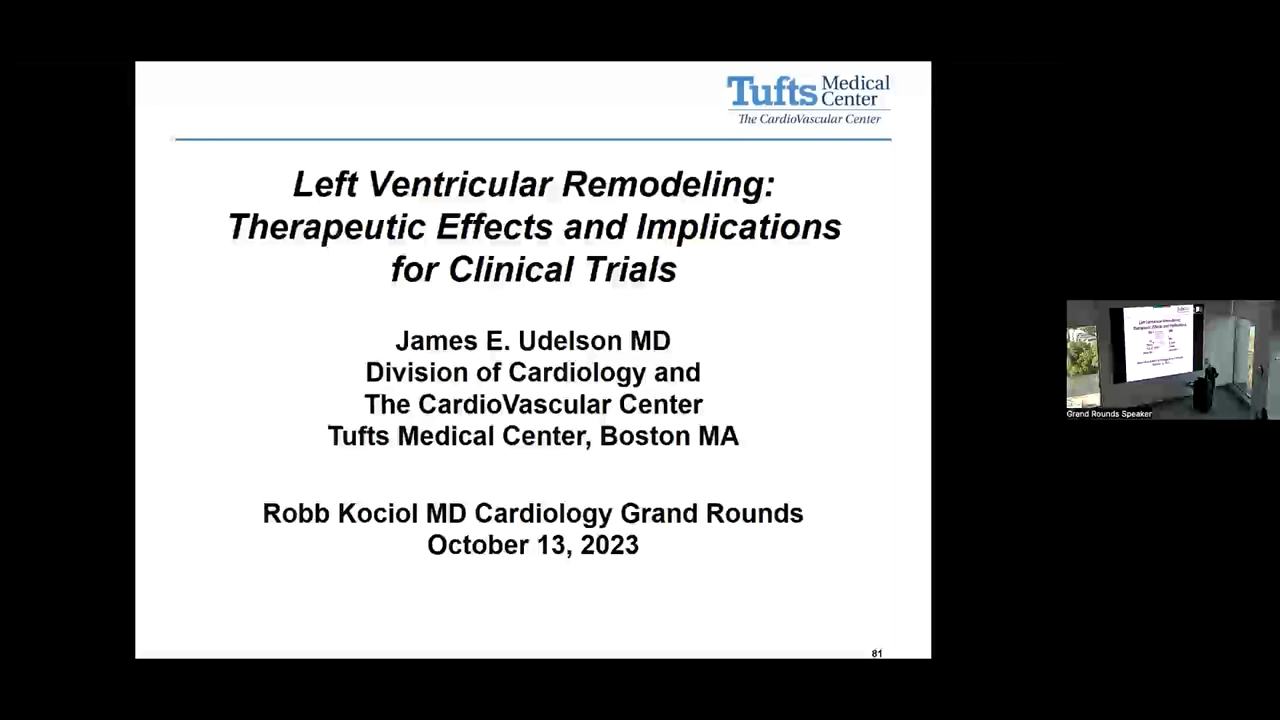 Tufts Medical
Center
The CardioVascular Center
Left Ventricular Remodeling:
Therapeutic Effects and Implications
for Clinical Trials
James E. Udelson MD
Division of Cardiology and
The CardioVascular Center
Tufts Medical Center, Boston MA
Robb Kociol MD Cardiology Grand Rounds
October 13, 2023
81
Grand Rounds Speaker